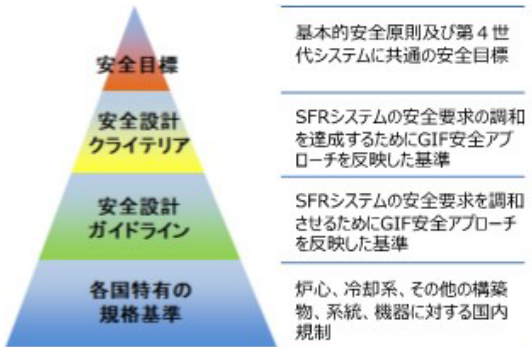 安全目標
基本的安全原則及び第４世
代システムに共通の安全目標
安全設計
クライテリア
SFRシステムの安全要求の調和
を達成するためにGIF安全アプ
ローチを反映した基準
安全設計
ガイドライン
SFRシステムの安全要求を調和
させるためにGIF安全アプローチ
を反映した基準
各国特有の
規格基準
炉心、冷却系、その他の構築
物、系統、機器に対する国内
規制